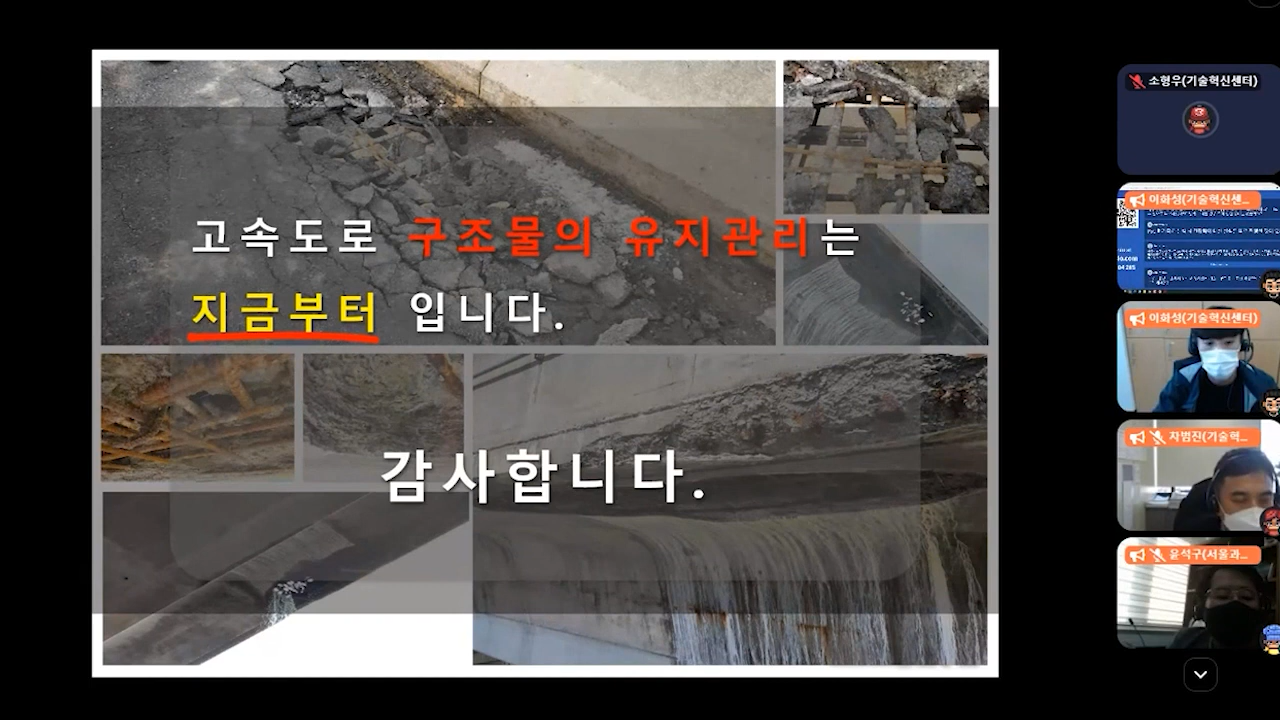 고속도로 구조물의 유지관리는
지금부터 입니다.
감사합니다.
소형우(기술혁신센터)
이화성(기술혁신센...
이화성(기술혁신센터)
차범진(기술혁...
윤석구(서울과...